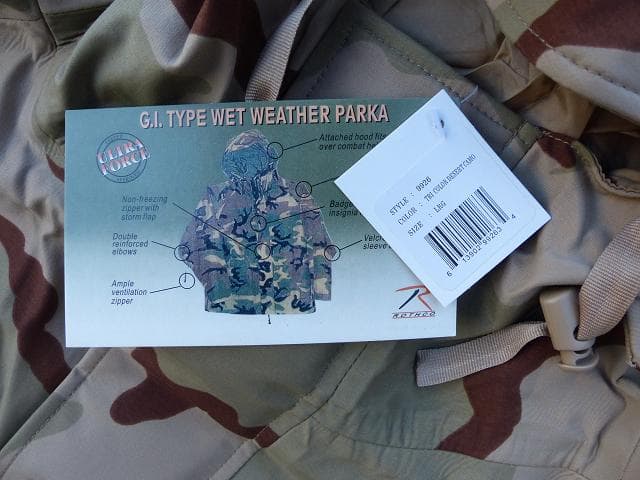 G.I. TYPE WET WEATHER PARKA
ULTRA
FORCE
Attached hood fits
over combat
Non-freezing
zipper with
storm flap
Badge
insignia
Double
reinforced
elbows
sleeve
Ample
ventilation
zipper
ROTHCO
STYLE : 9926
COLOR : TRI COLOR DESERT CAMO
SIZE : LRG
6 13902 99263 4